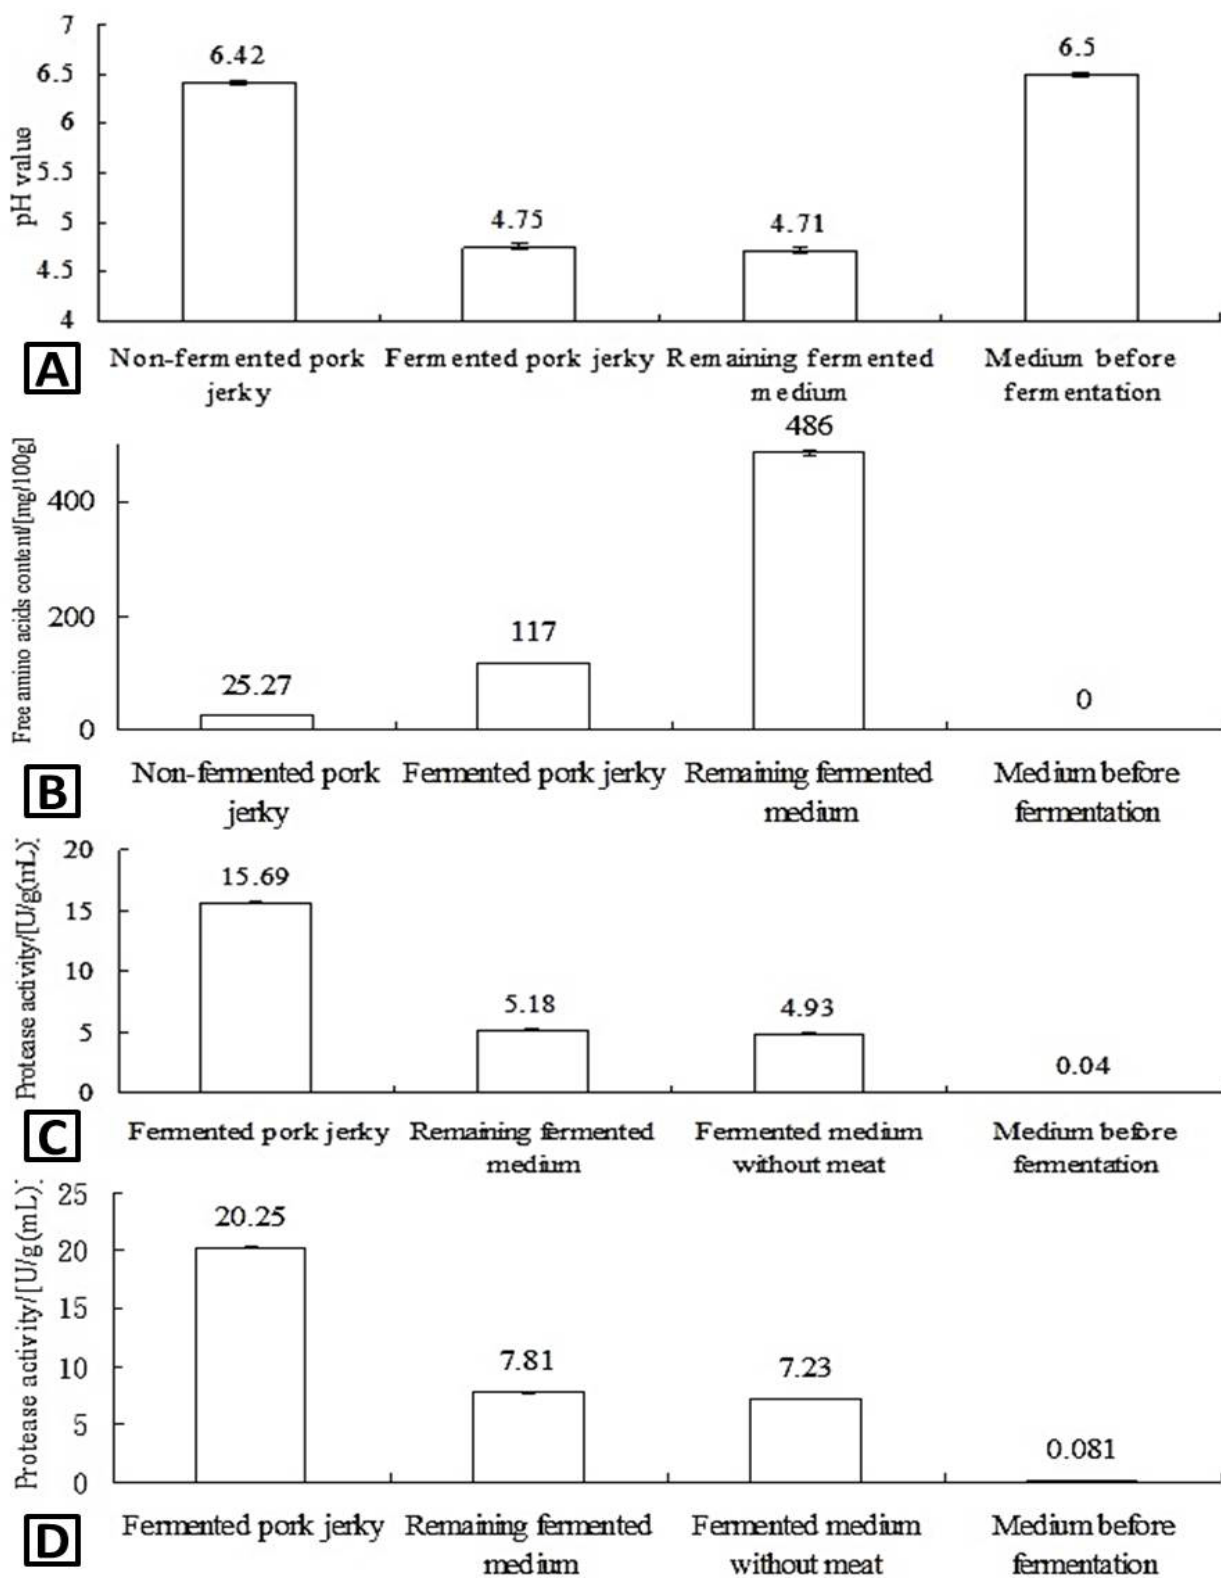 7
6.42
6.5
6.5
6
5.5
5
4.75
4.71
4.5
4
pH value
Non-fermented pork jerky
Fermented pork jerky
Remaining fermented medium
Medium before fermentation
A
486
400
200
117
25.27
0
0
Free amino acids content/[mg/100g]
Non-fermented pork jerky
Fermented pork jerky
Remaining fermented medium
Medium before fermentation
B
20
15.69
15
10
5.18
4.93
5
0.04
0
Protease activity/[U/g(mL)]
Fermented pork jerky
Remaining fermented medium
Fermented medium without meat
Medium before fermentation
C
25
20.25
20
15
10
7.81
7.23
5
0.081
0
Protease activity/[U/g(mL)]
Fermented pork jerky
Remaining fermented medium
Fermented medium without meat
Medium before fermentation
D